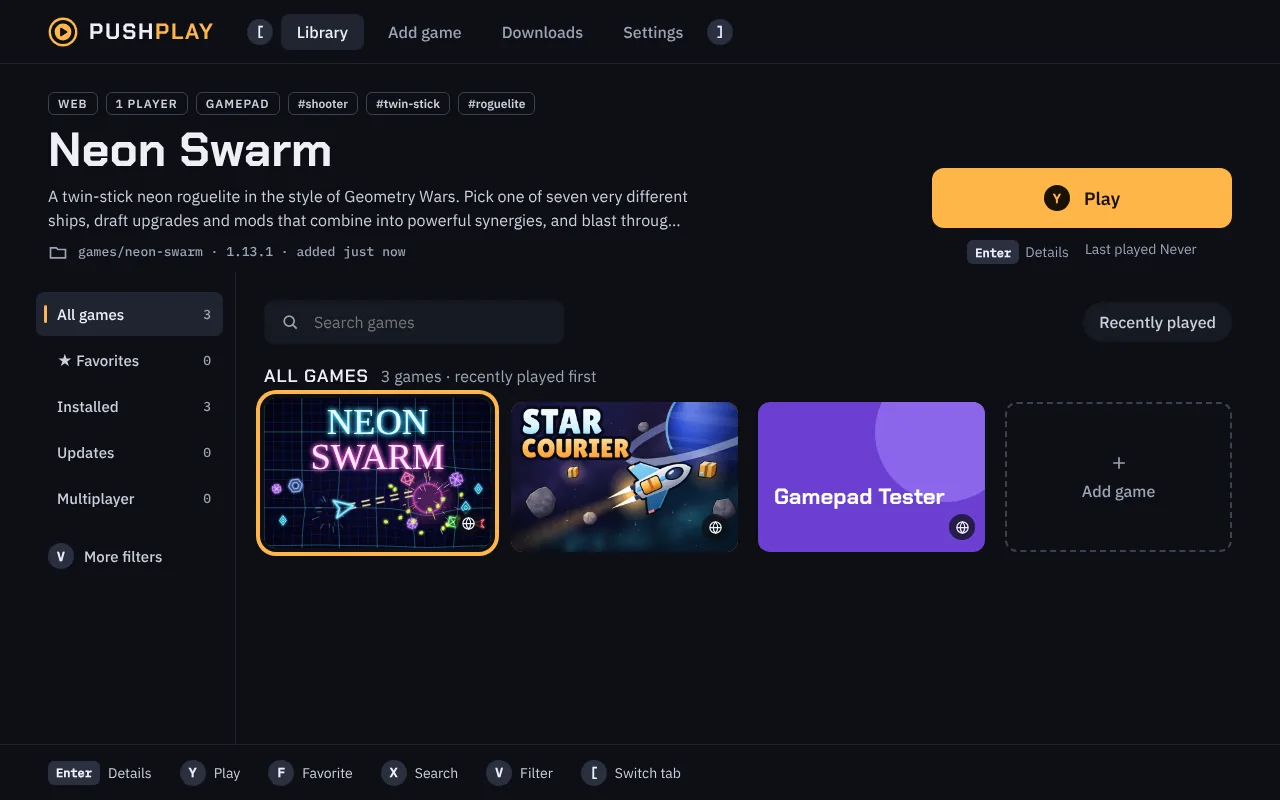 PUSHPLAY [ Library Add game Downloads Settings ]
WEB 1 PLAYER GAMEPAD #shooter #twin-stick #roguelite
Neon Swarm
A twin-stick neon roguelite in the style of Geometry Wars. Pick one of seven very different
ships, draft upgrades and mods that combine into powerful synergies, and blast throug...
games/neon-swarm · 1.13.1 · added just now
Y Play
Enter Details Last played Never
All games 3
★ Favorites 0
Installed 3
Updates 0
Multiplayer 0
V More filters
Search games
Recently played
ALL GAMES 3 games · recently played first
NEON
SWARM
STAR
COURIER
Gamepad Tester
+
Add game
Enter Details Y Play F Favorite X Search V Filter [ Switch tab